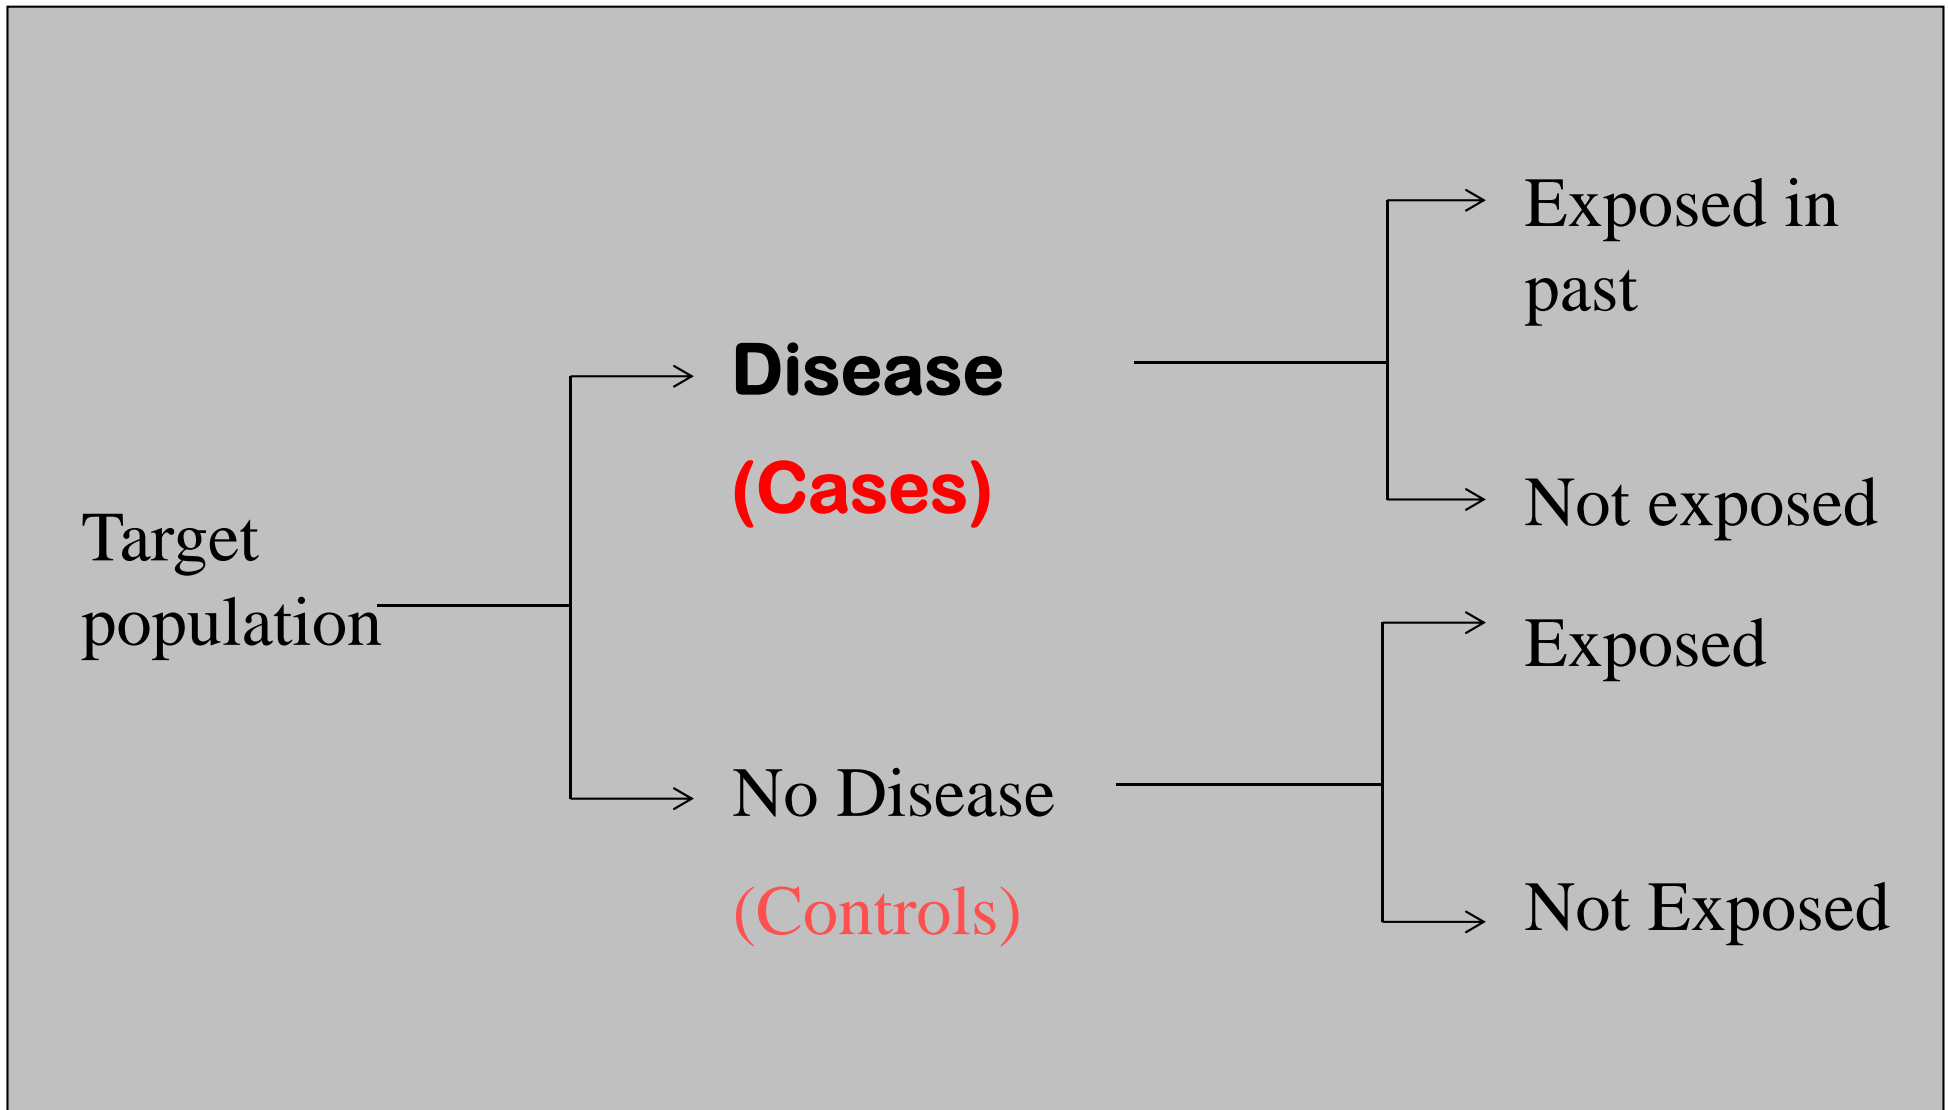 Exposed in
past
Disease
(Cases)
Not exposed
Target
population
Exposed
No Disease
(Controls)
Not Exposed